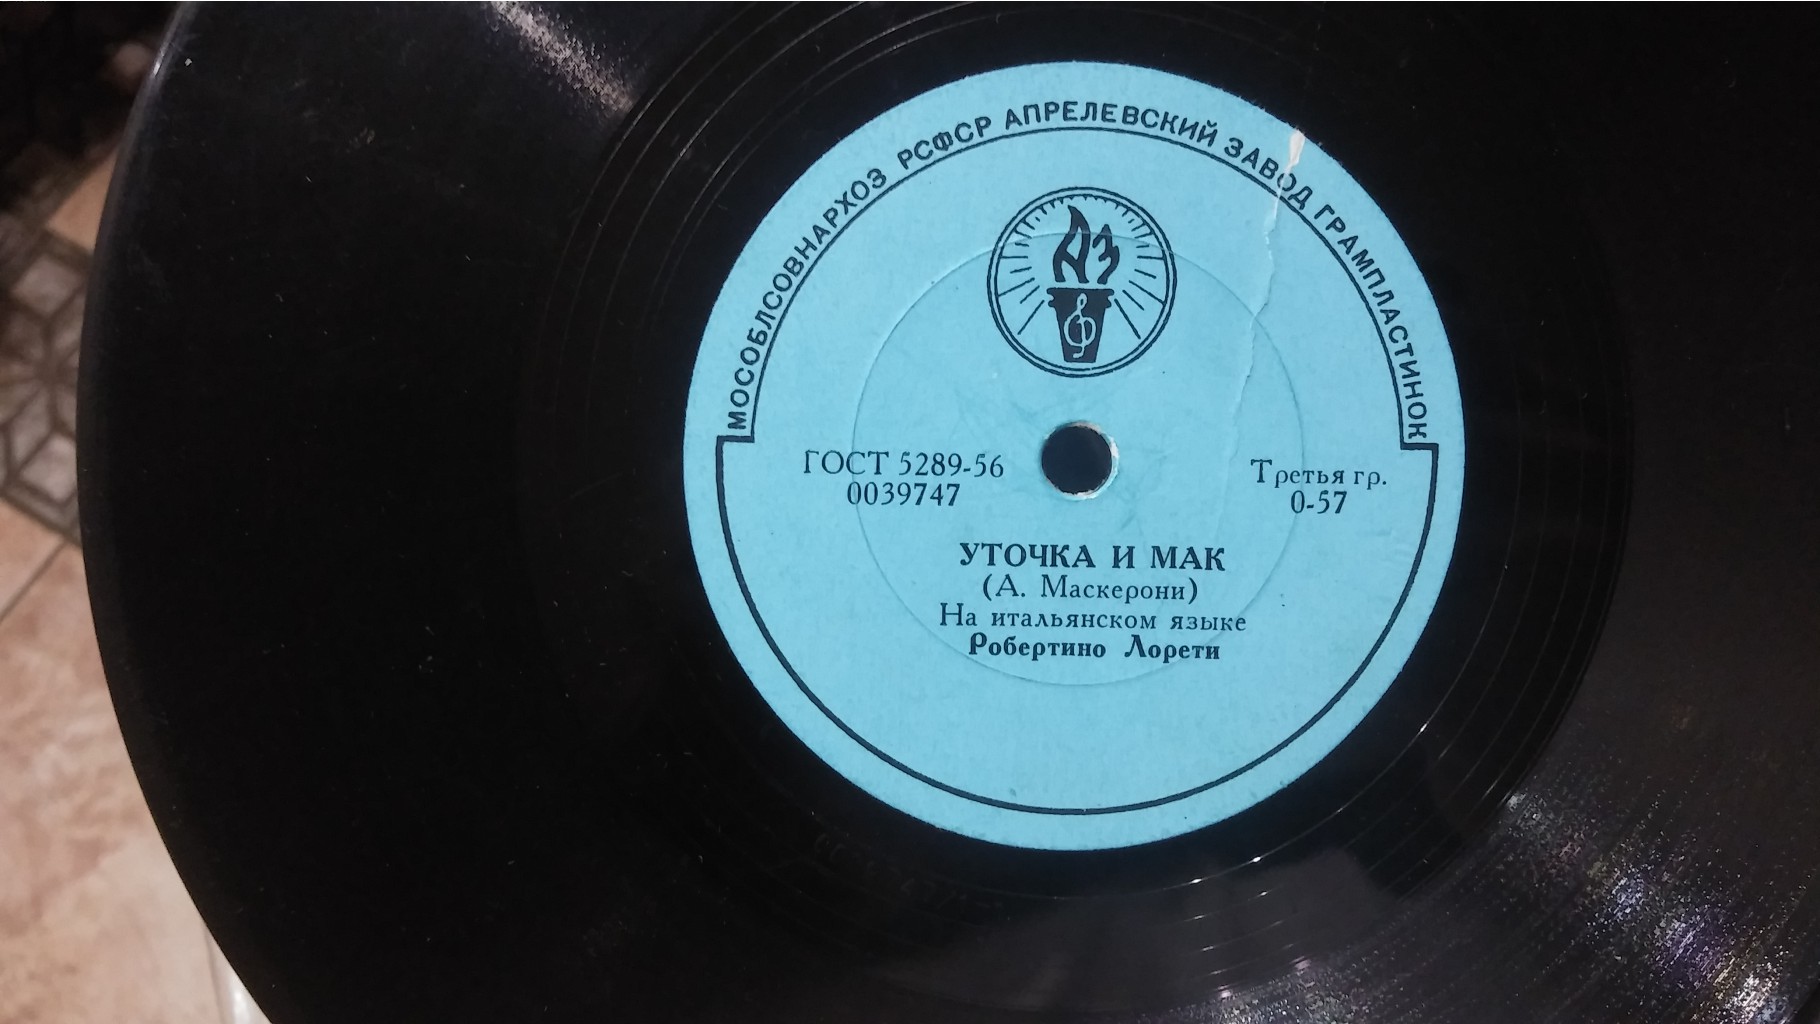 МОСОБЛСОВНАРХОЗ РСФСР АПРЕЛЕВСКИЙ ЗАВОД ГРАМПЛАСТИНОК
АЗ
ГОСТ 5289-56
0039747
Третья гр.
0-57
УТОЧКА И МАК
(А. Маскерони)
На итальянском языке
Робертино Лорети